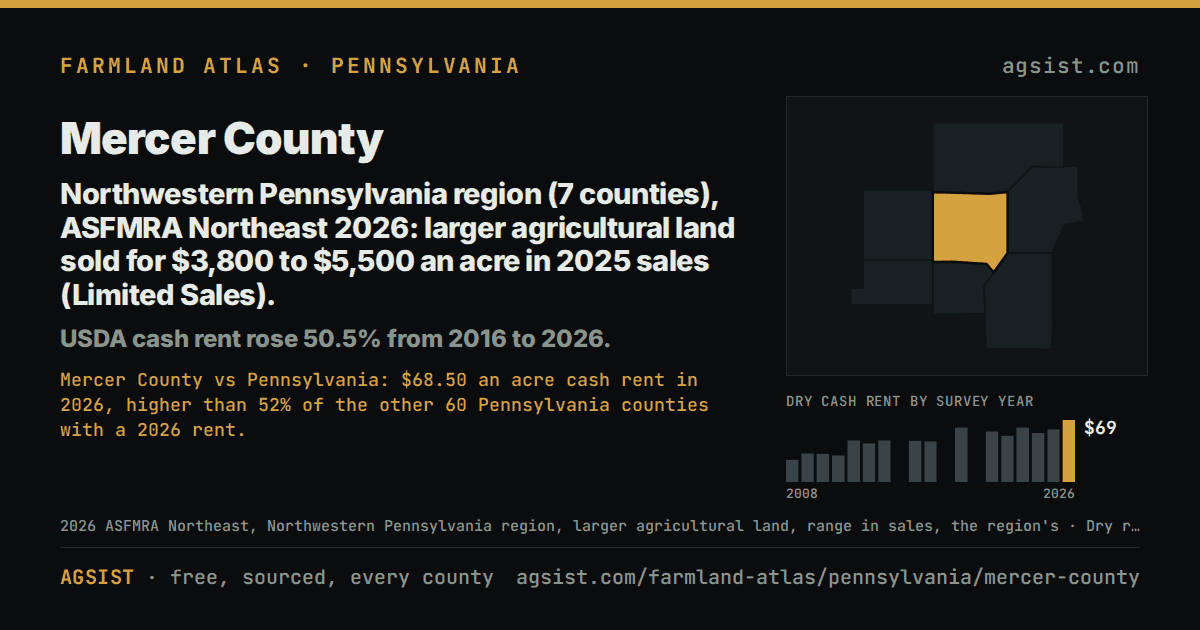 FARMLAND ATLAS · PENNSYLVANIA
agsist.com
Mercer County
Northwestern Pennsylvania region (7 counties),
ASFMRA Northeast 2026: larger agricultural land
sold for $3,800 to $5,500 an acre in 2025 sales
(Limited Sales).
USDA cash rent rose 50.5% from 2016 to 2026.
Mercer County vs Pennsylvania: $68.50 an acre cash rent in
2026, higher than 52% of the other 60 Pennsylvania counties
with a 2026 rent.
DRY CASH RENT BY SURVEY YEAR
$69
2008
2026
2026 ASFMRA Northeast, Northwestern Pennsylvania region, larger agricultural land, range in sales, the region's · Dry r…
AGSIST · free, sourced, every county
agsist.com/farmland-atlas/pennsylvania/mercer-county